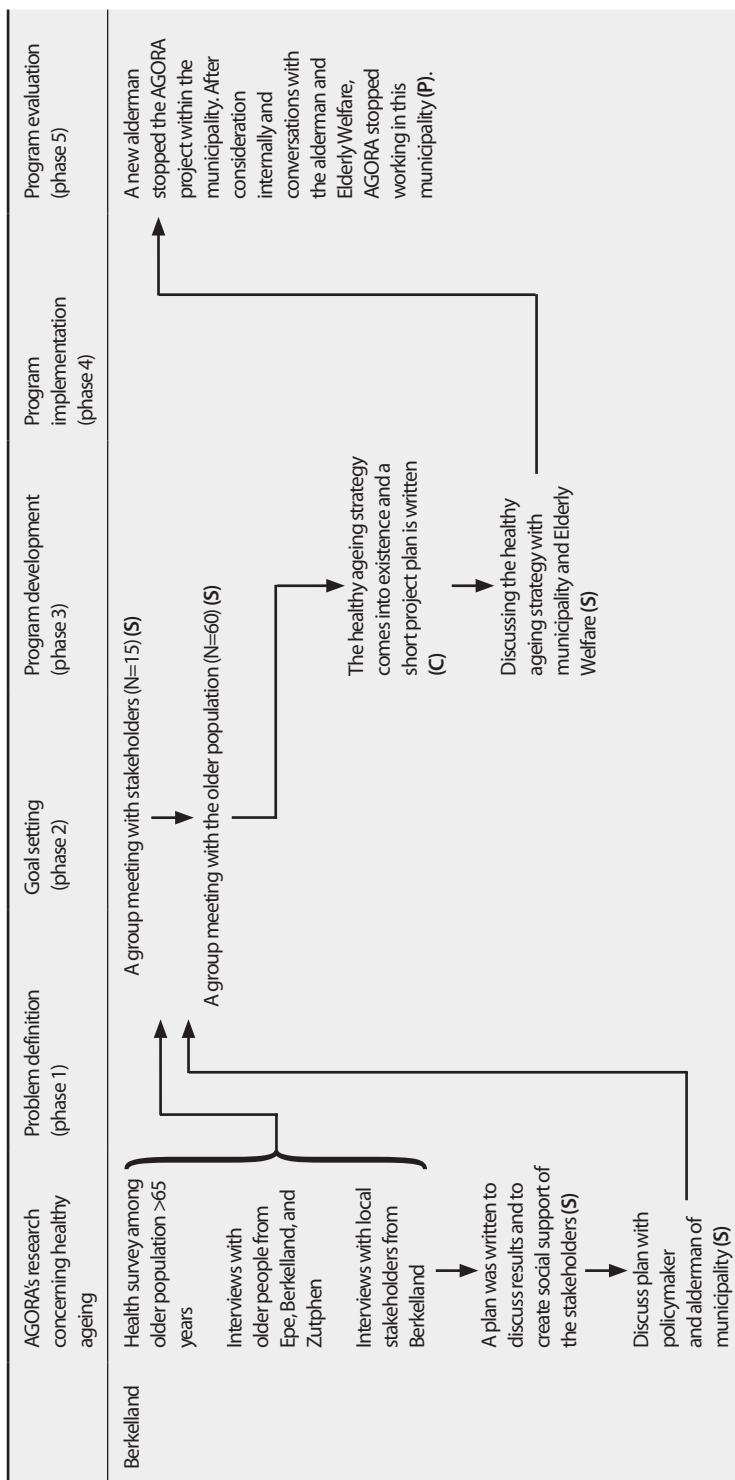 AGORA's research
concerning healthy
ageing
Problem definition
(phase 1)
Goal setting
(phase 2)
Program development
(phase 3)
Program
implementation
(phase 4)
Program evaluation
(phase 5)
Berkelland
Health survey among
older population >65
years
Interviews with
older people from
Epe, Berkelland, and
Zutphen
Interviews with local
stakeholders from
Berkelland
A plan was written to
discuss results and to
create social support of
the stakeholders (S)
Discuss plan with
policymaker
and alderman of
municipality (S)
A group meeting with stakeholders (N=15) (S)
A group meeting with the older population (N=60) (S)
The healthy ageing strategy
comes into existence and a
short project plan is written
(C)
Discussing the healthy
ageing strategy with
municipality and Elderly
Welfare (S)
A new alderman
stopped the AGORA
project within the
municipality. After
consideration
internally and
conversations with
the alderman and
Elderly Welfare,
AGORA stopped
working in this
municipality (P).